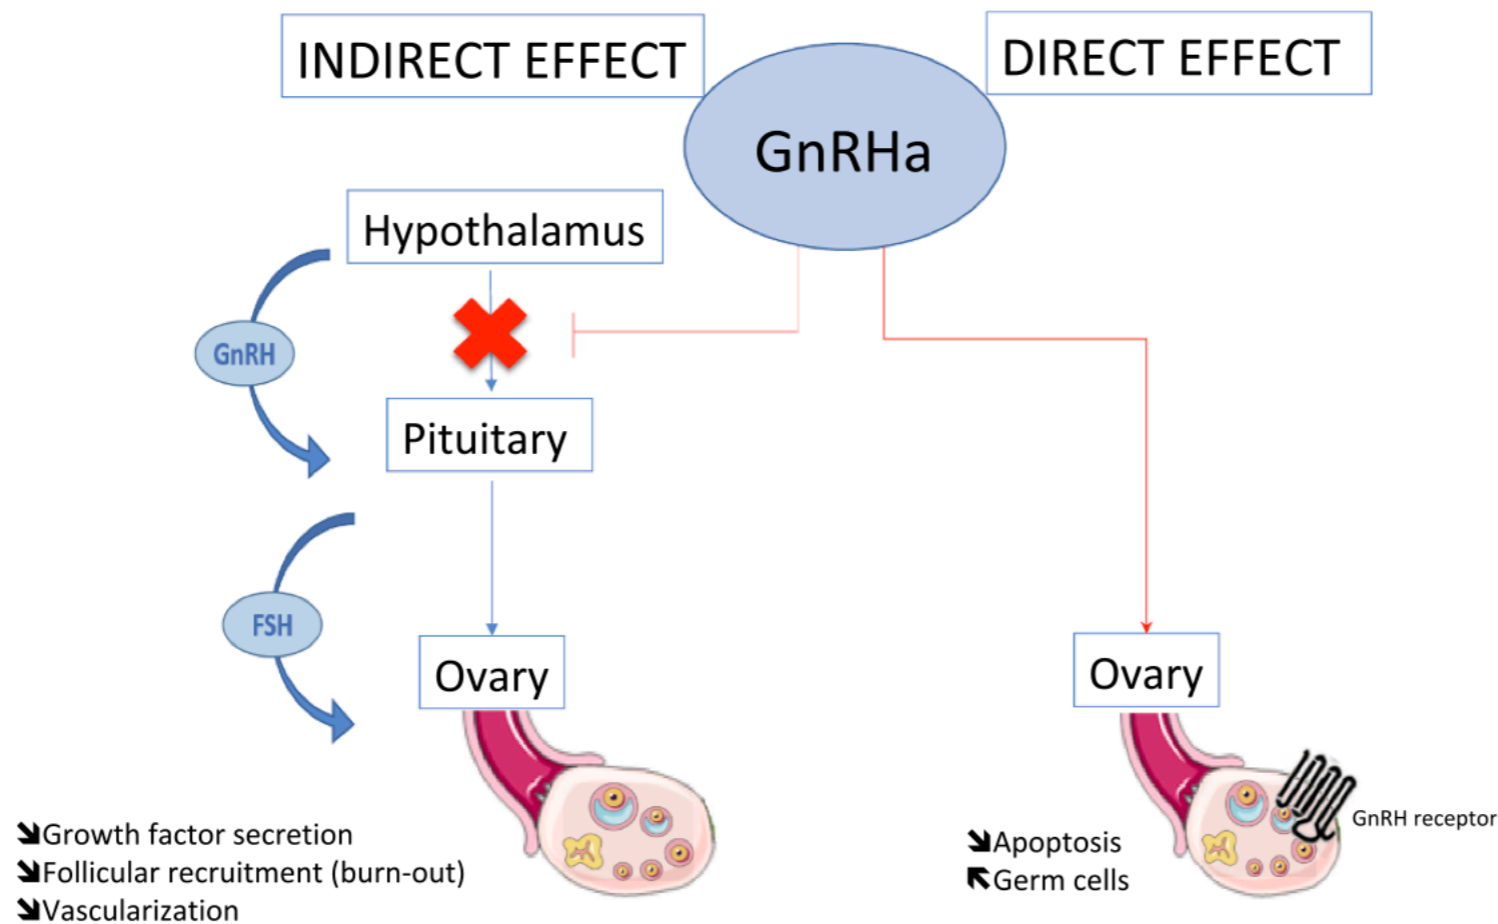 INDIRECT EFFECT
DIRECT EFFECT
GnRHa
Hypothalamus
GnRH
Pituitary
FSH
Ovary
Ovary
GnRH receptor
⬊Growth factor secretion
⬊Follicular recruitment (burn-out)
⬊Vascularization
⬊Apoptosis
⬉Germ cells